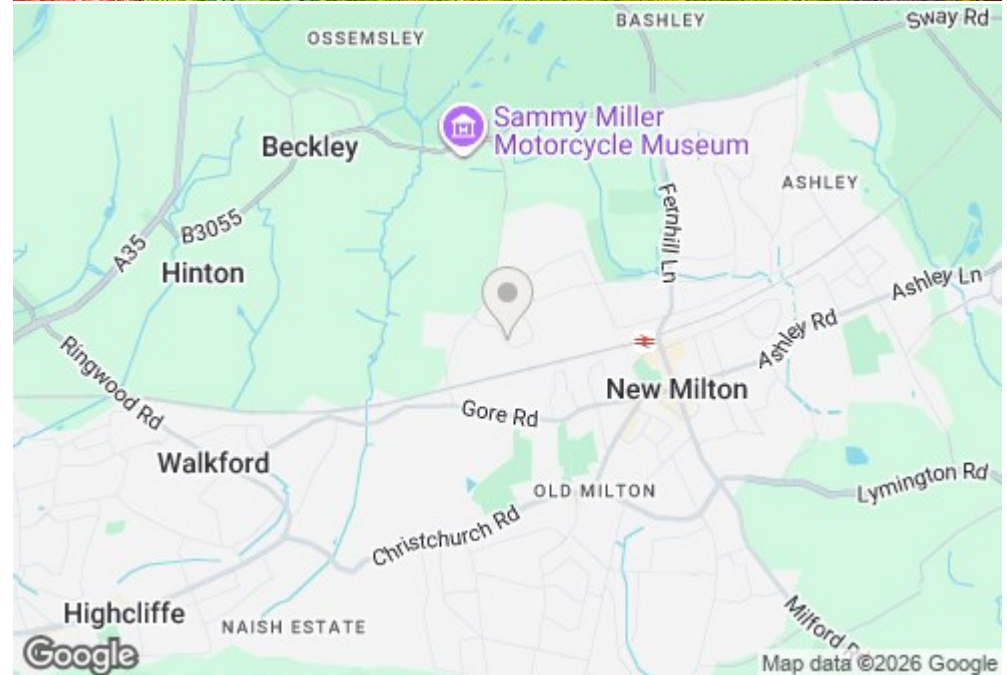 BASHLEY
Sway Rd
OSSEMSLEY
Sammy Miller
Motorcycle Museum
Beckley
ASHLEY
Fernhill Ln
B3055
A35
Hinton
Ashley Ln
Ashley Rd
Ringwood Rd
New Milton
Gore Rd
Walkford
OLD MILTON
Lymington Rd
Christchurch Rd
Highcliffe
NAISH ESTATE
Milford Rd
Google
Map data ©2026 Google